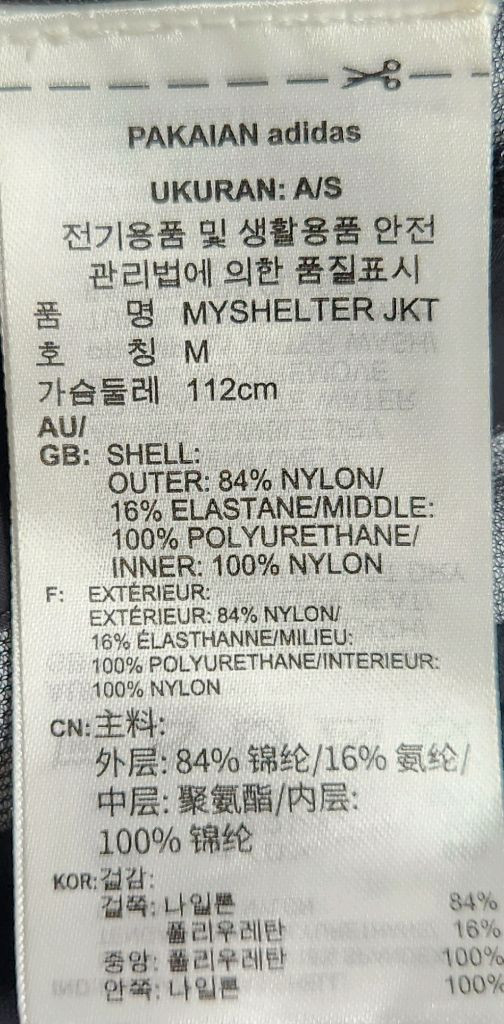 PAKAIAN adidas
UKURAN: A/S
전기용품 및 생활용품 안전
관리법에 의한 품질표시
품 명 MYSHELTER JKT
호 칭 M
가슴둘레 112cm
AU/
GB: SHELL:
OUTER: 84% NYLON/
16% ELASTANE/MIDDLE:
100% POLYURETHANE/
INNER: 100% NYLON
F: EXTÉRIEUR:
EXTÉRIEUR: 84% NYLON/
16% ÉLASTHANNE/MILIEU:
100% POLYURETHANE/INTERIEUR:
100% NYLON
CN: 主料:
外层: 84% 锦纶/16% 氨纶/
中层: 聚氨酯/内层:
100% 锦纶
KOR: 겉감:
겉쪽: 나일론 84%
폴리우레탄 16%
중앙: 폴리우레탄 100%
안쪽: 나일론 100%